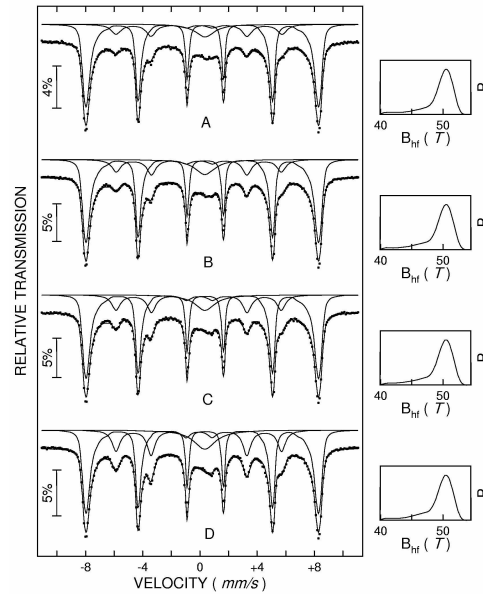 RELATIVE TRANSMISSION
4%
A
5%
B
5%
C
5%
D
-8 -4 0 +4 +8
VELOCITY ( mm/s )
40 50
Bhf ( T )
40 50
Bhf ( T )
40 50
Bhf ( T )
40 50
Bhf ( T )